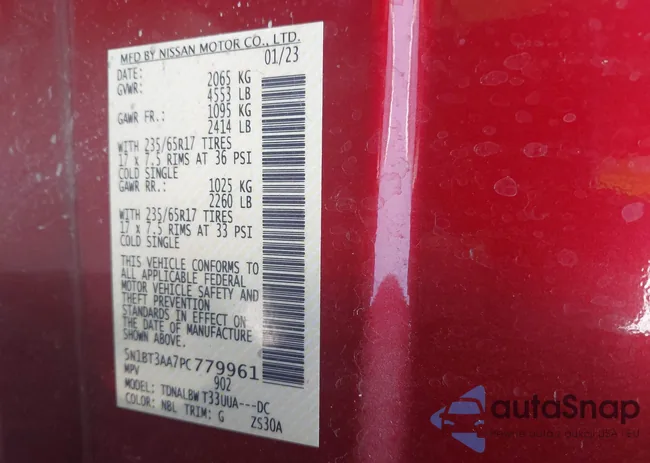 MFD BY NISSAN MOTOR CO., LTD.
DATE: 01/23
GVWR: 2065 KG
4553 LB
GAWR FR.: 1095 KG
2414 LB
WITH 235/65R17 TIRES
17 x 7.5 RIMS AT 36 PSI
COLD SINGLE
GAWR RR.: 1025 KG
2260 LB
WITH 235/65R17 TIRES
17 x 7.5 RIMS AT 33 PSI
COLD SINGLE
THIS VEHICLE CONFORMS TO
ALL APPLICABLE FEDERAL
MOTOR VEHICLE SAFETY AND
THEFT PREVENTION
STANDARDS IN EFFECT ON
THE DATE OF MANUFACTURE
SHOWN ABOVE.
5N1BT3AA7PC779961
MPV 902
MODEL: TDNALBW T33UUA---DC
COLOR: NBL TRIM: G ZS30A
autoSnap